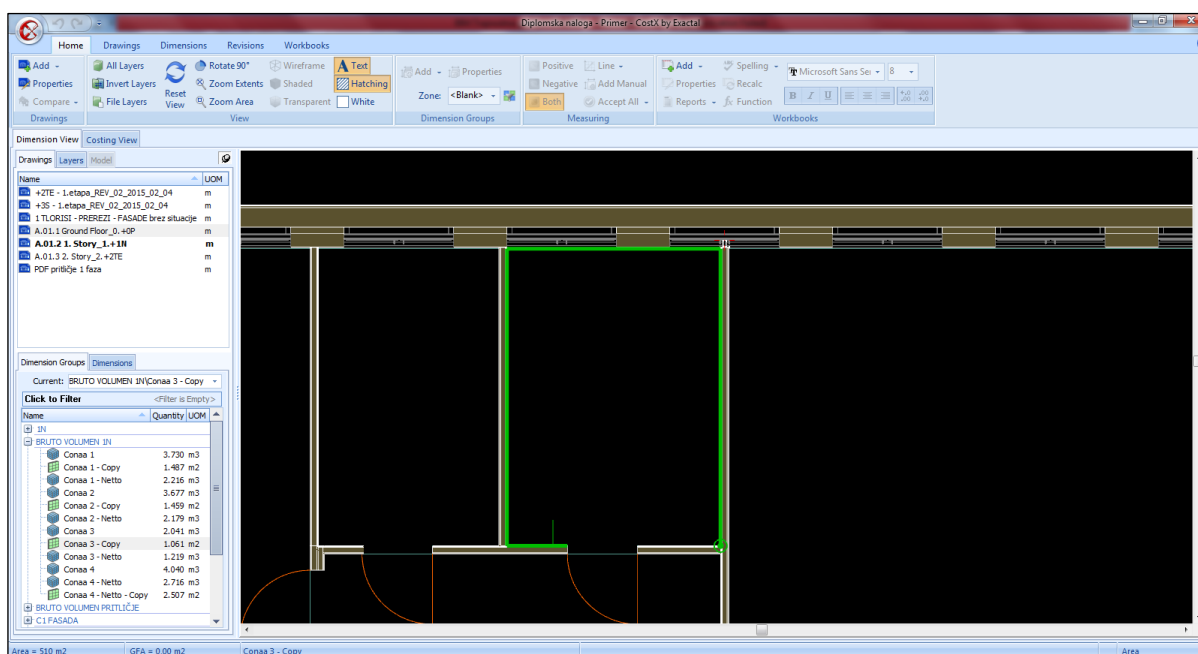 Diplomska naloga - Primer - CostX by Exactal
Home Drawings Dimensions Revisions Workbooks
Add All Layers Rotate 90° Wireframe Text Add Properties Positive Line Add Spelling Microsoft Sans Ser 8
Properties Invert Layers Reset View Zoom Extents Shaded Hatching Negative Add Manual Properties Recalc
Compare File Layers Zoom Area Transparent White Zone: <Blank> Both Accept All Reports Function B I U
Drawings View Dimension Groups Measuring Workbooks
Dimension View Costing View
Drawings Layers Model
Name UOM
+2TE - 1.etapa_REV_02_2015_02_04 m
+3S - 1.etapa_REV_02_2015_02_04 m
1 TLORISI - PREREZI - FASADE brez situacije m
A.01.1 Ground Floor_0.+0P m
A.01.2 1. Story_1.+1N m
A.01.3 2. Story_2.+2TE m
PDF pritličje 1 faza m
Dimension Groups Dimensions
Current: BRUTO VOLUMEN 1N\Conaa 3 - Copy
Click to Filter <Filter is Empty>
Name Quantity UOM
1N
BRUTO VOLUMEN 1N
Conaa 1 3.730 m3
Conaa 1 - Copy 1.487 m2
Conaa 1 - Netto 2.216 m3
Conaa 2 3.677 m3
Conaa 2 - Copy 1.459 m2
Conaa 2 - Netto 2.179 m3
Conaa 3 2.041 m3
Conaa 3 - Copy 1.061 m2
Conaa 3 - Netto 1.219 m3
Conaa 4 4.040 m3
Conaa 4 - Netto 2.716 m3
Conaa 4 - Netto - Copy 2.507 m2
BRUTO VOLUMEN PRITLIČJE
C1 FASADA
Area = 510 m2 GFA = 0.00 m2 Conaa 3 - Copy Area